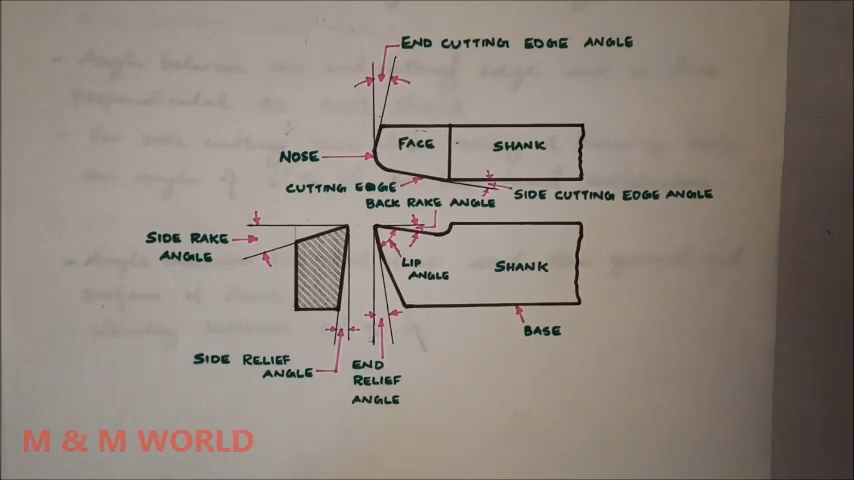 END CUTTING EDGE ANGLE
FACE
SHANK
NOSE
CUTTING EDGE
SIDE CUTTING EDGE ANGLE
BACK RAKE ANGLE
SIDE RAKE
ANGLE
LIP
ANGLE
SHANK
BASE
SIDE RELIEF
ANGLE
END
RELIEF
ANGLE
M & M WORLD